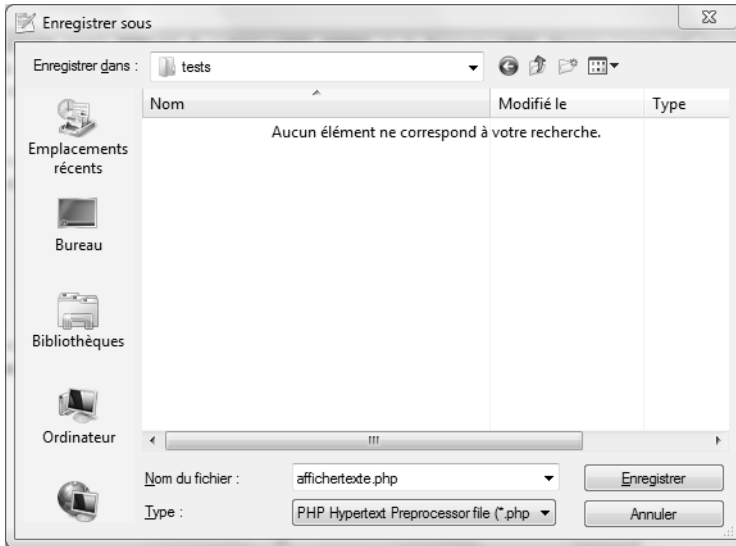 Enregistrer sous
Enregistrer dans :
tests
Nom Modifié le Type
Aucun élément ne correspond à votre recherche.
Emplacements
récents
Bureau
Bibliothèques
Ordinateur
Nom du fichier : affichertexte.php Enregistrer
Type : PHP Hypertext Preprocessor file (*.php Annuler